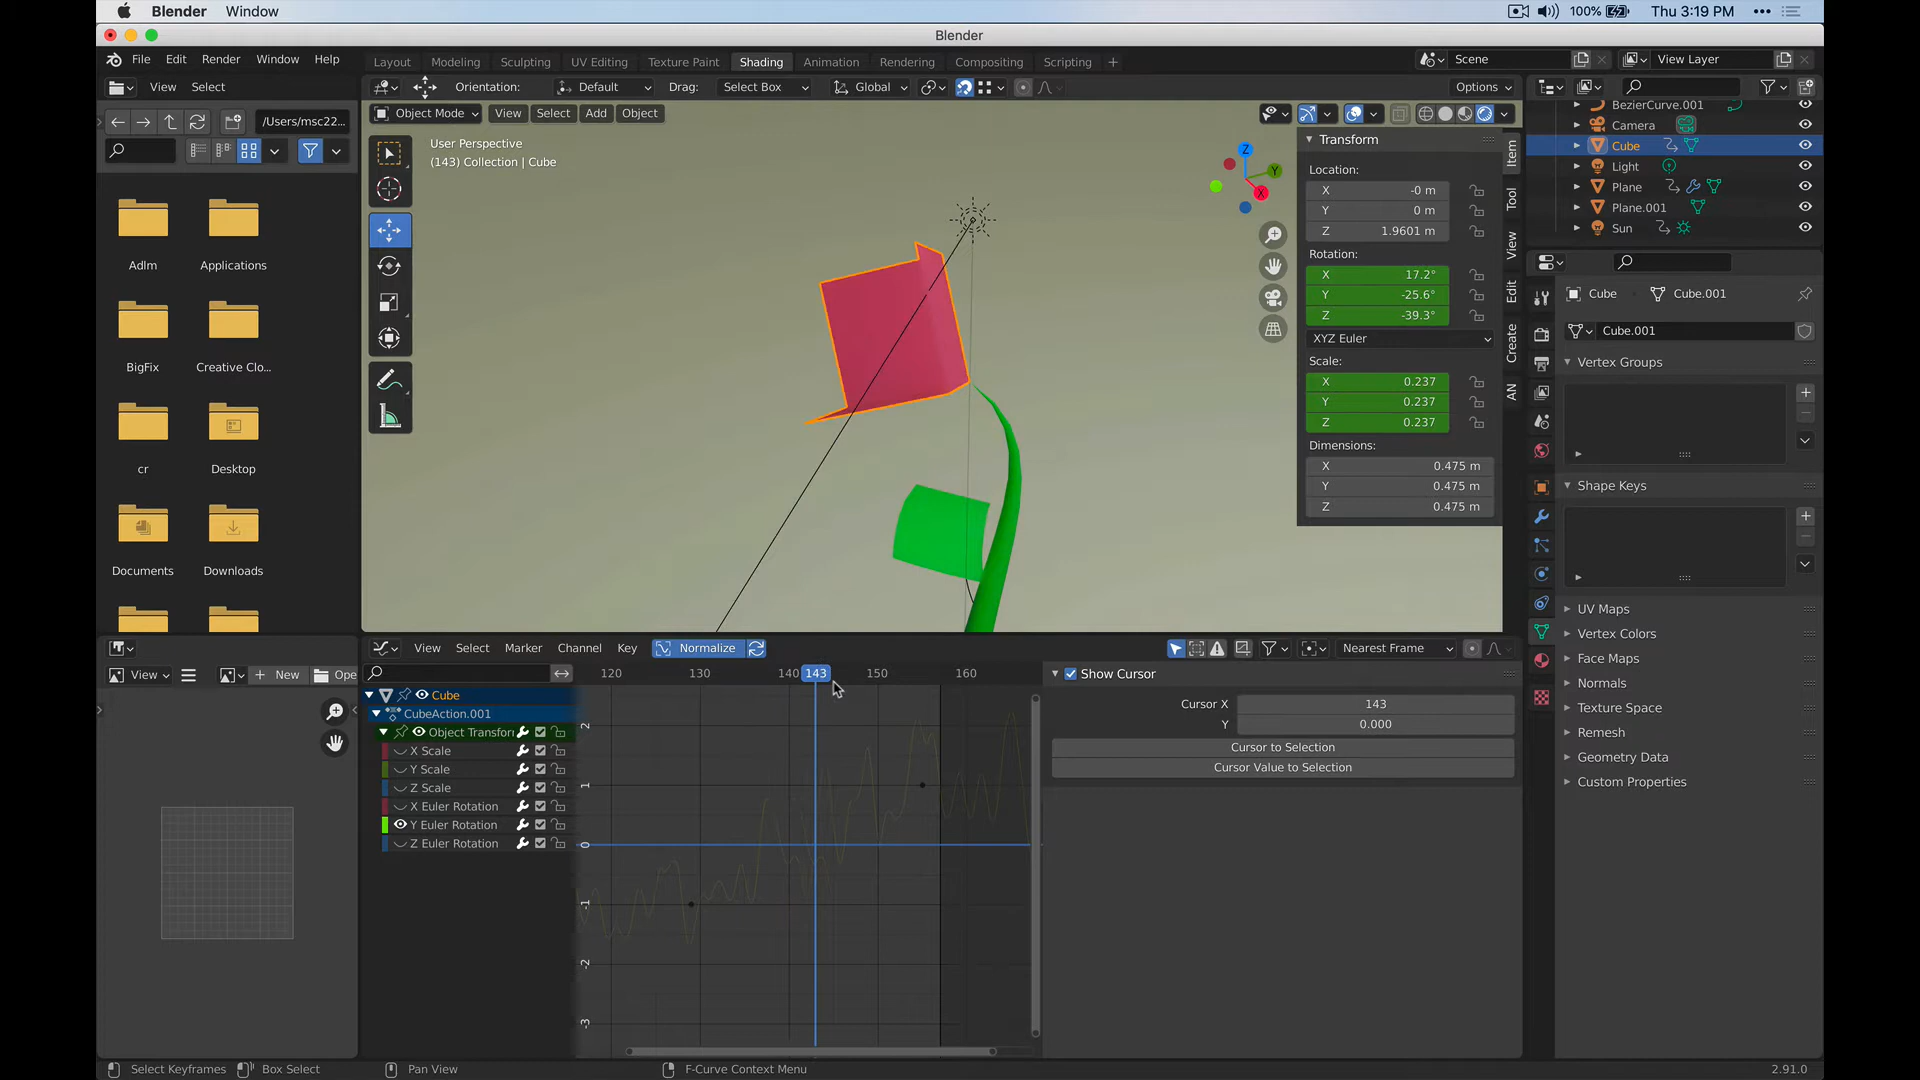 Blender Window
100% Thu 3:19 PM
Blender
File Edit Render Window Help
Layout Modeling Sculpting UV Editing Texture Paint Shading Animation Rendering Compositing Scripting +
Scene View Layer
View Select
Orientation: Default Drag: Select Box Global Options
/Users/msc22...
Object Mode View Select Add Object
User Perspective
(143) Collection | Cube
Adlm Applications
BigFix Creative Clo...
cr Desktop
Documents Downloads
Z
Y
X
Transform
Location:
X -0 m
Y 0 m
Z 1.9601 m
Rotation:
X 17.2°
Y -25.6°
Z -39.3°
XYZ Euler
Scale:
X 0.237
Y 0.237
Z 0.237
Dimensions:
X 0.475 m
Y 0.475 m
Z 0.475 m
Item
Tool
View
Edit
Create
AN
BezierCurve.001
Camera
Cube
Light
Plane
Plane.001
Sun
Cube Cube.001
Cube.001
Vertex Groups
Shape Keys
UV Maps
Vertex Colors
Face Maps
Normals
Texture Space
Remesh
Geometry Data
Custom Properties
View Select Marker Channel Key Normalize Nearest Frame
View New Ope
120 130 140 143 150 160
Cube
CubeAction.001
Object Transfor
X Scale
Y Scale
Z Scale
X Euler Rotation
Y Euler Rotation
Z Euler Rotation
2
1
0
-1
-2
-3
Show Cursor
Cursor X 143
Y 0.000
Cursor to Selection
Cursor Value to Selection
Select Keyframes Box Select Pan View F-Curve Context Menu 2.91.0